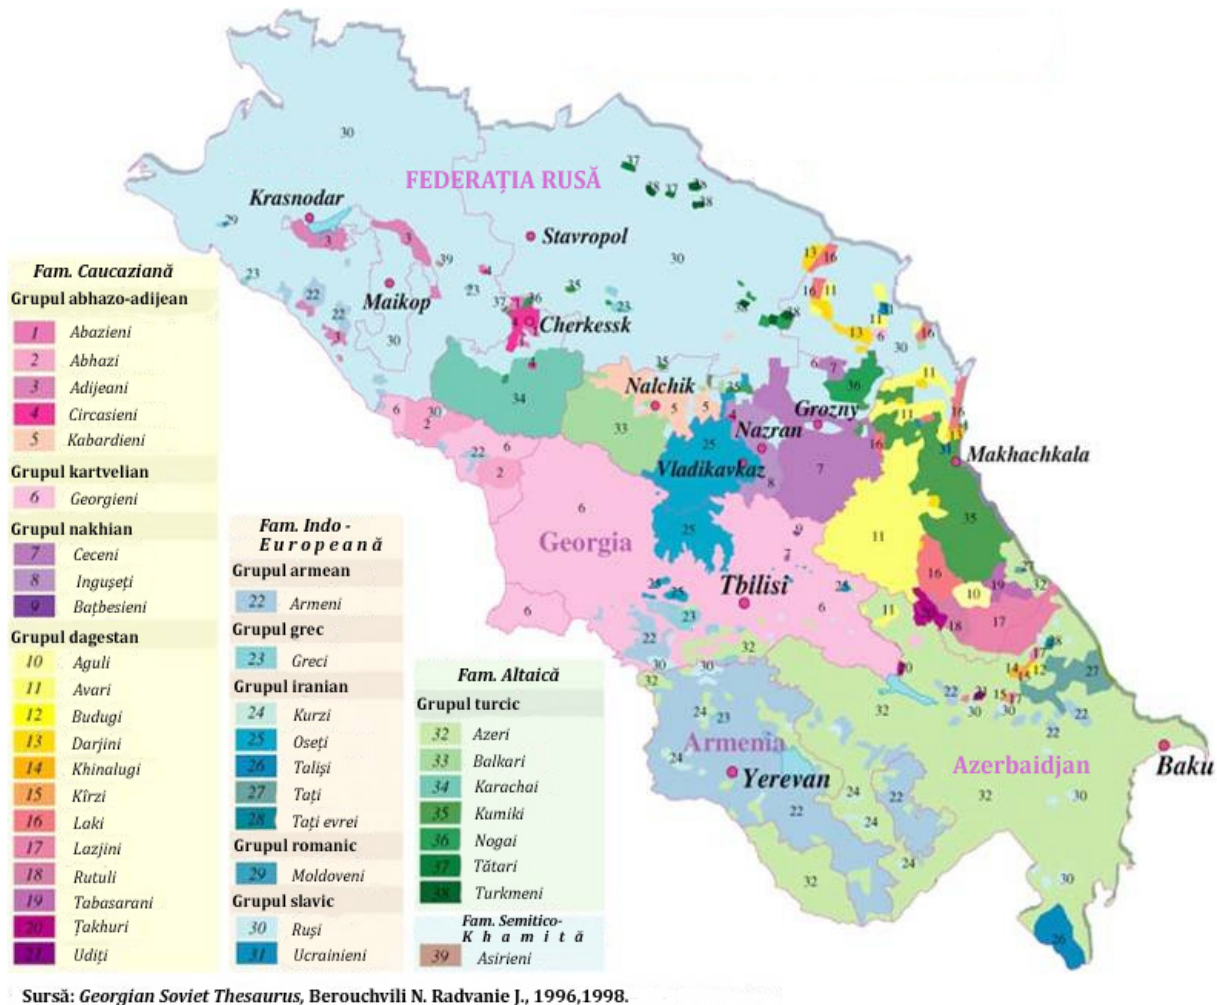 FEDERAȚIA RUSĂ
Krasnodar
Stavropol
Maikop
Cherkessk
Nalchik
Grozny
Nazran
Vladikavkaz
Makhachkala
Georgia
Tbilisi
Armenia
Yerevan
Azerbaidjan
Baku
Fam. Caucaziană
Grupul abhazo-adijean
1 Abazieni
2 Abhazi
3 Adijeani
4 Circasieni
5 Kabardieni
Grupul kartvelian
6 Georgieni
Grupul nakhian
7 Ceceni
8 Ingușeți
9 Bațbesieni
Grupul dagestan
10 Aguli
11 Avari
12 Budugi
13 Darjini
14 Khinalugi
15 Kîrzi
16 Laki
17 Lazjini
18 Rutuli
19 Tabasarani
20 Țakhuri
21 Udiți
Fam. Indo -
Europeană
Grupul armean
22 Armeni
Grupul grec
23 Greci
Grupul iranian
24 Kurzi
25 Oseți
26 Talișі
27 Tați
28 Tați evrei
Grupul romanic
29 Moldoveni
Grupul slavic
30 Ruși
31 Ucrainieni
Fam. Altaică
Grupul turcic
32 Azeri
33 Balkari
34 Karachai
35 Kumiki
36 Nogai
37 Tătari
38 Turkmeni
Fam. Semitico-
Khamită
39 Asirieni
Sursă: Georgian Soviet Thesaurus, Berouchvili N. Radvanie J., 1996,1998.